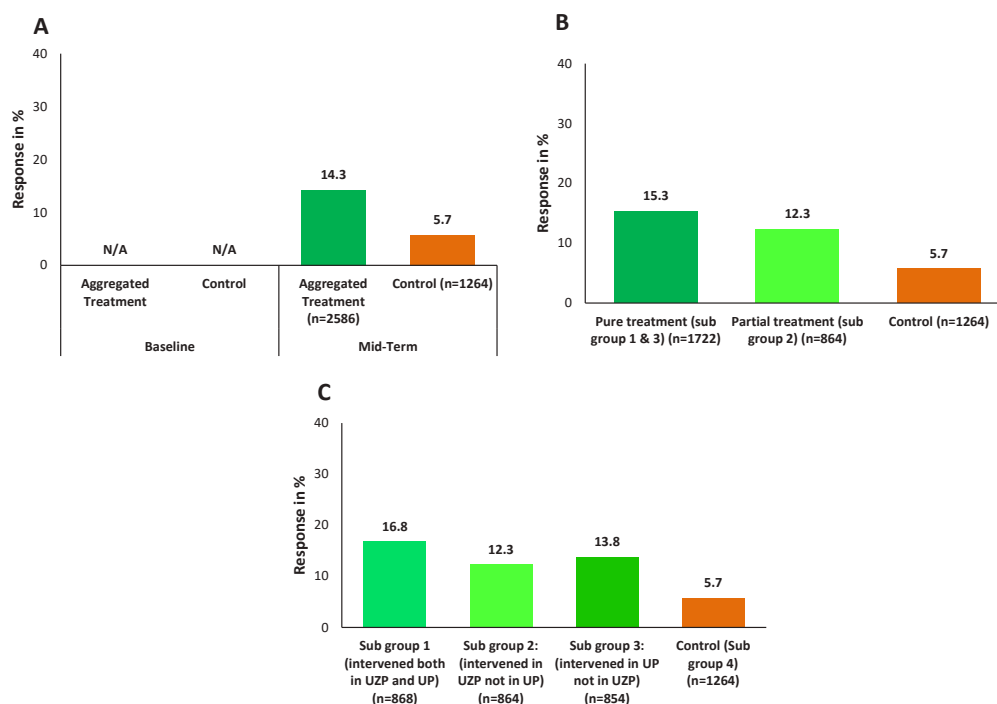 A
Response in %
40
30
20
10
0
N/A
N/A
14.3
5.7
Aggregated
Treatment
Control
Aggregated
Treatment
(n=2586)
Control (n=1264)
Baseline
Mid-Term
B
Response in %
40
30
20
10
0
15.3
12.3
5.7
Pure treatment (sub
group 1 & 3) (n=1722)
Partial treatment (sub
group 2) (n=864)
Control (n=1264)
C
Response in %
40
30
20
10
0
16.8
12.3
13.8
5.7
Sub group 1
(intervened both
in UZP and UP)
(n=868)
Sub group 2:
(intervened in
UZP not in UP)
(n=864)
Sub group 3:
(intervened in UP
not in UZP)
(n=854)
Control (Sub
group 4)
(n=1264)